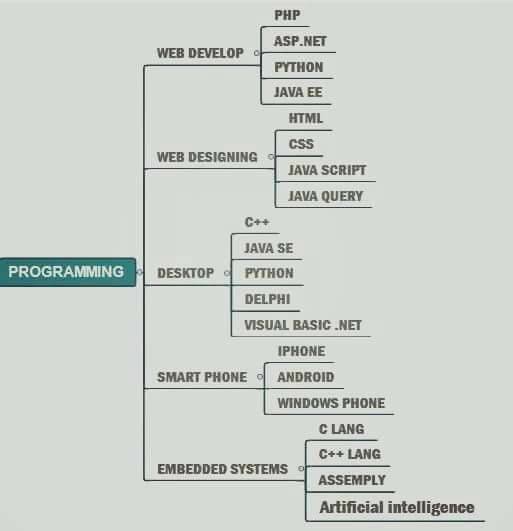 PROGRAMMING
WEB DEVELOP
PHP
ASP.NET
PYTHON
JAVA EE
WEB DESIGNING
HTML
CSS
JAVA SCRIPT
JAVA QUERY
DESKTOP
C++
JAVA SE
PYTHON
DELPHI
VISUAL BASIC .NET
SMART PHONE
IPHONE
ANDROID
WINDOWS PHONE
EMBEDDED SYSTEMS
C LANG
C++ LANG
ASSEMPLY
Artificial intelligence